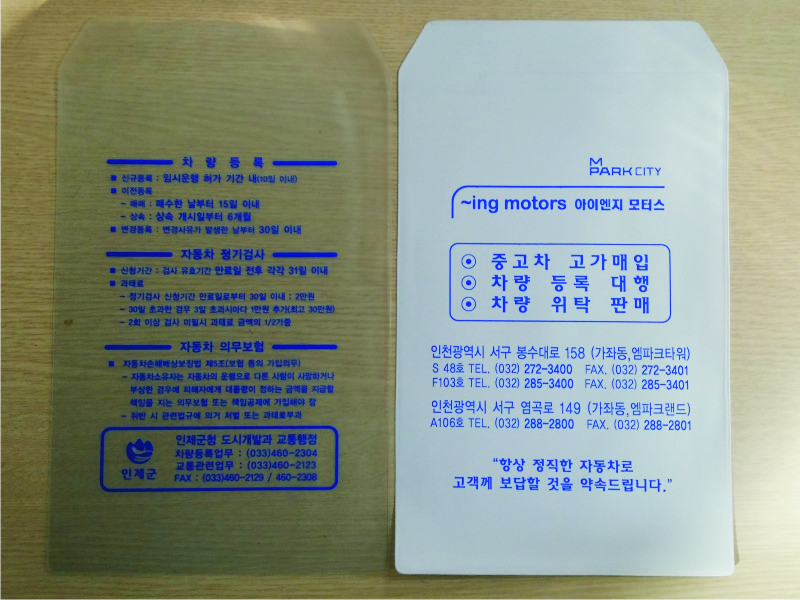 차 량 등 록
■ 신규등록 : 임시운행 허가 기간 내(10일 이내)
■ 이전등록
- 매매 : 매수한 날부터 15일 이내
- 상속 : 상속 개시일부터 6개월
■ 변경등록 : 변경사유가 발생한 날부터 30일 이내
자동차 정기검사
■ 신청기간 : 검사 유효기간 만료일 전후 각각 31일 이내
■ 과태료
- 정기검사 신청기간 만료일로부터 30일 이내 : 2만원
- 30일 초과한 경우 3일 초과시마다 1만원 추가(최고 30만원)
- 2회 이상 검사 미필시 과태료 금액의 1/2가중
자동차 의무보험
■ 자동차손해배상보장법 제5조(보험 등의 가입의무)
- 자동차소유자는 자동차의 운행으로 다른 사람이 사망하거나
부상한 경우에 피해자에게 대통령이 정하는 금액을 지급할
책임을 지는 의무보험 또는 책임공제에 가입해야 함
- 위반 시 관련법규에 의거 처벌 또는 과태료부과
인제군
인제군청 도시개발과 교통행정
차량등록업무 : (033)460-2304
교통관련업무 : (033)460-2123
FAX : (033)460-2129 / 460-2308
M
PARK CITY
~ing motors 아이엔지 모터스
◉ 중고차 고가매입
◉ 차량 등록 대행
◉ 차량 위탁 판매
인천광역시 서구 봉수대로 158 (가좌동,엠파크타워)
S 48호 TEL. (032) 272-3400 FAX. (032) 272-3401
F103호 TEL. (032) 285-3400 FAX. (032) 285-3401
인천광역시 서구 염곡로 149 (가좌동,엠파크랜드)
A106호 TEL. (032) 288-2800 FAX. (032) 288-2801
“항상 정직한 자동차로
고객께 보답할 것을 약속드립니다.”